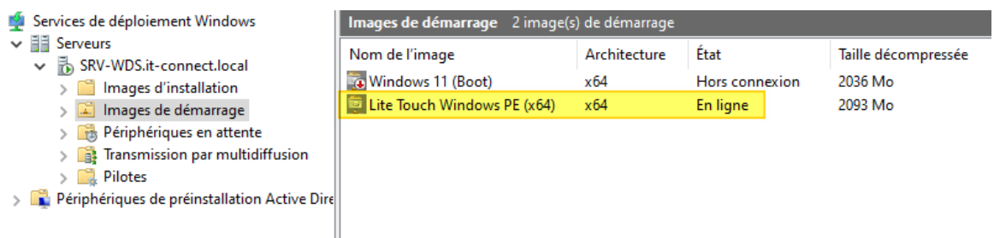 Services de déploiement Windows
Serveurs
SRV-WDS.it-connect.local
Images d'installation
Images de démarrage
Périphériques en attente
Transmission par multidiffusion
Pilotes
Périphériques de préinstallation Active Dire
Images de démarrage 2 image(s) de démarrage
Nom de l'image Architecture État Taille décompressée
Windows 11 (Boot) x64 Hors connexion 2036 Mo
Lite Touch Windows PE (x64) x64 En ligne 2093 Mo